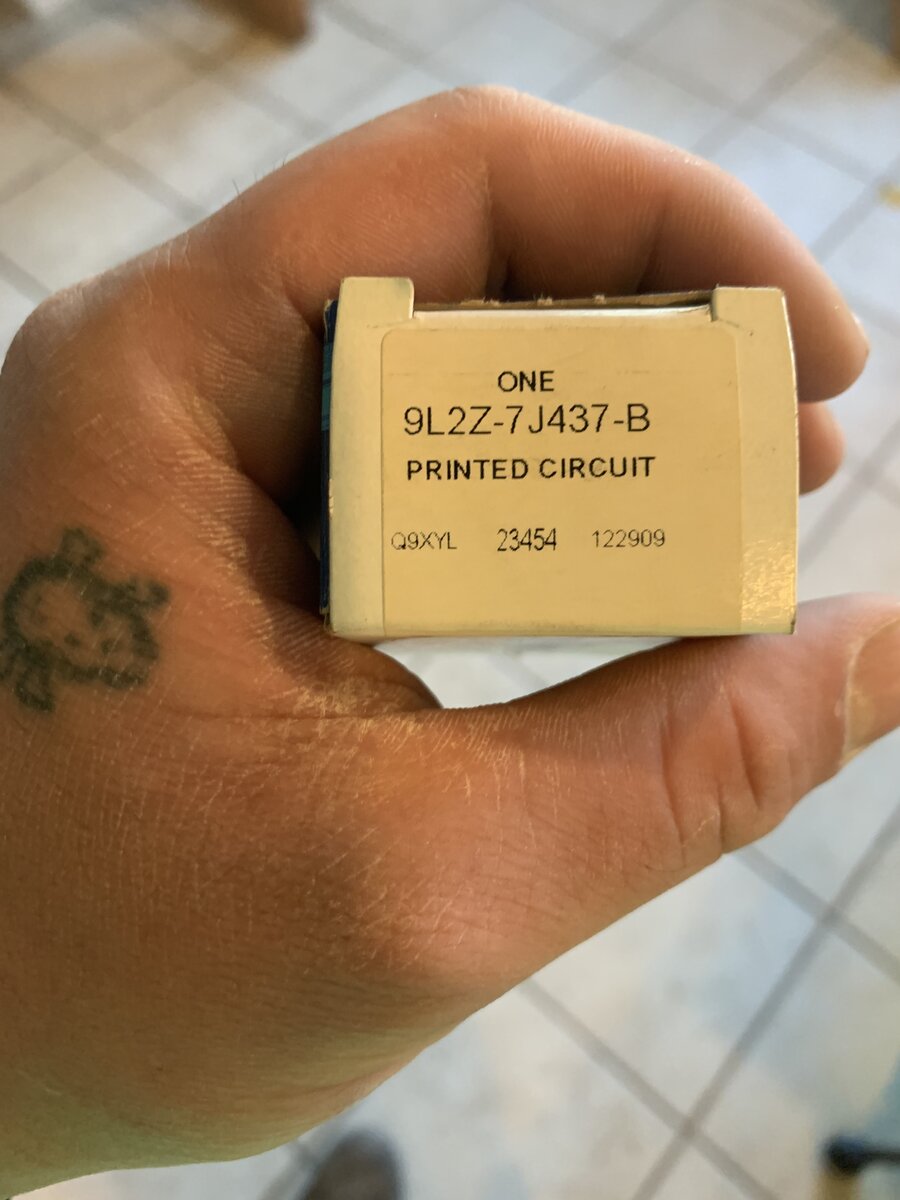 ONE
9L2Z-7J437-B
PRINTED CIRCUIT
Q9XYL 23454 122909